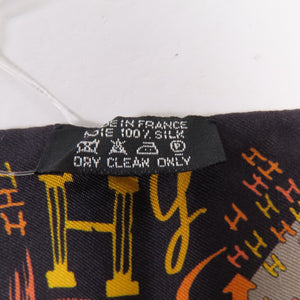 DE IN FRANCE
OIE 100% SILK
DRY CLEAN ONLY
H y